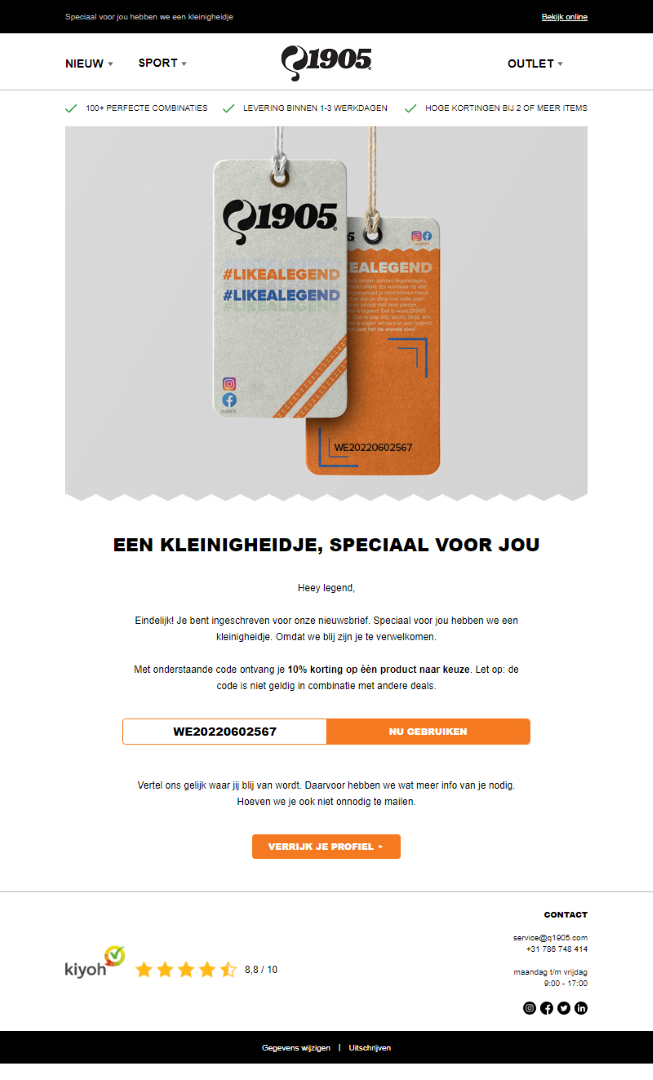 Speciaal voor jou hebben we een kleinigheidje
Bekijk online
NIEUW
SPORT
1905
OUTLET
100+ PERFECTE COMBINATIES
LEVERING BINNEN 1-3 WERKDAGEN
HOGE KORTINGEN BIJ 2 OF MEER ITEMS
1905
#LIKEALEGEND
#LIKEALEGEND
EALEGEND
WE20220602567
EEN KLEINIGHEIDJE, SPECIAAL VOOR JOU
Heey legend,
Eindelijk! Je bent ingeschreven voor onze nieuwsbrief. Speciaal voor jou hebben we een
kleinigheidje. Omdat we blij zijn je te verwelkomen.
Met onderstaande code ontvang je 10% korting op één product naar keuze. Let op: de
code is niet geldig in combinatie met andere deals.
WE20220602567
NU GEBRUIKEN
Vertel ons gelijk waar jij blij van wordt. Daarvoor hebben we wat meer info van je nodig.
Hoeven we je ook niet onnodig te mailen.
VERRIJK JE PROFIEL ►
CONTACT
service@q1905.com
+31 786 748 414
maandag t/m vrijdag
9:00 - 17:00
kiyoh
8,8 / 10
Gegevens wijzigen | Uitschrijven